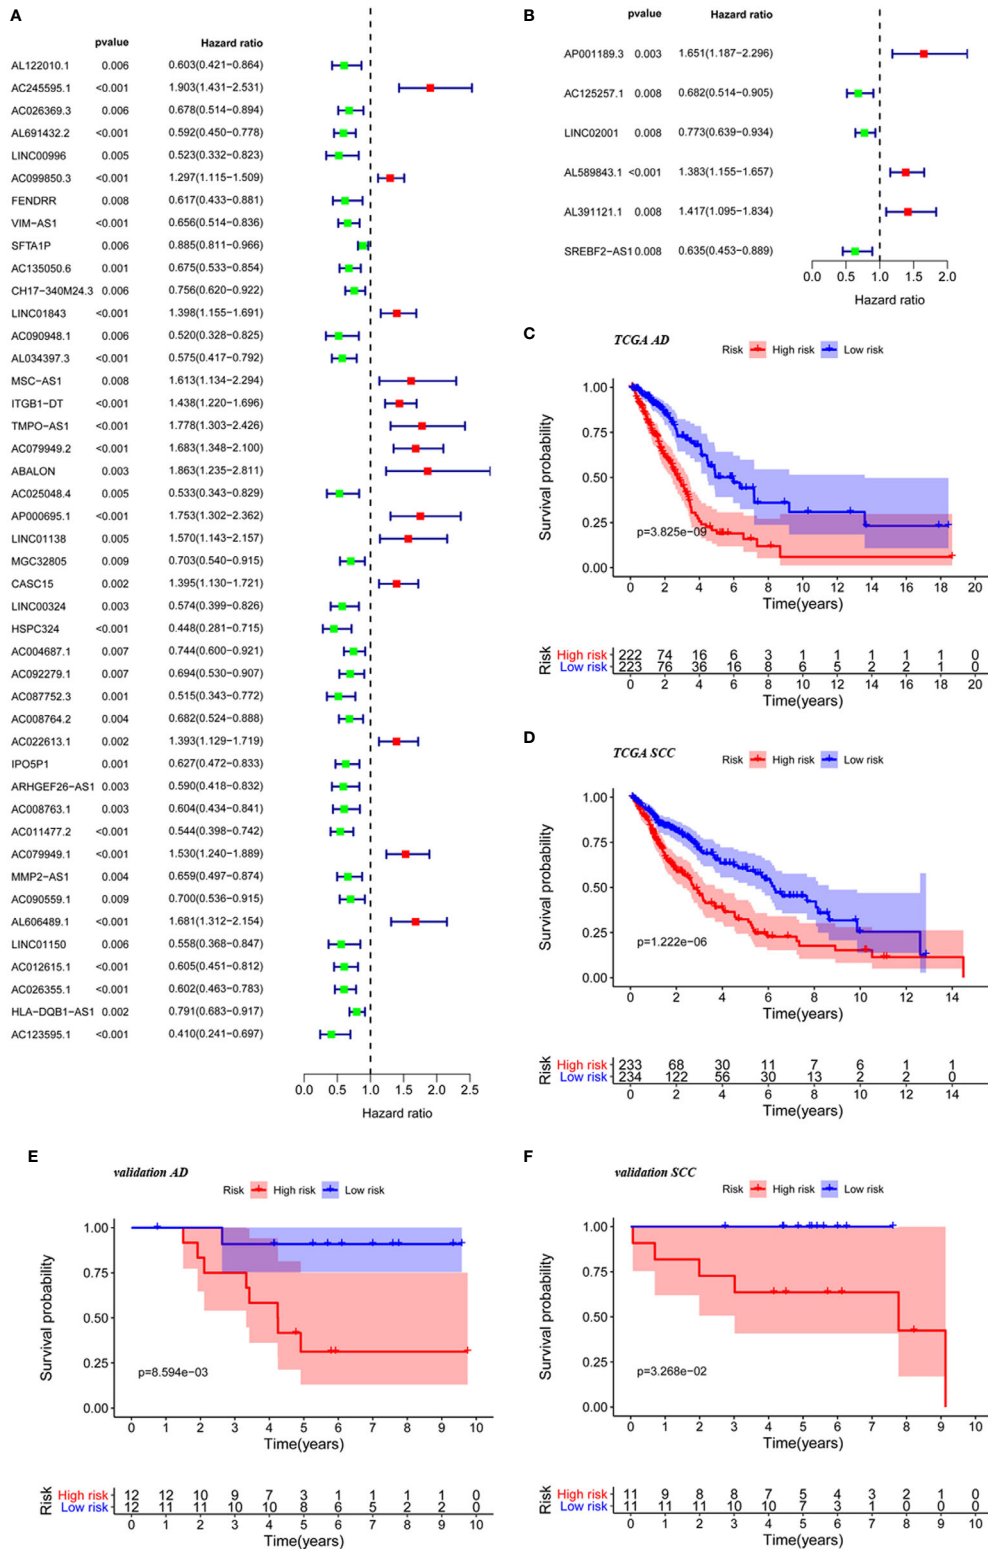 A
pvalue Hazard ratio
AL122010.1 0.006 0.603(0.421−0.864)
AC245595.1 <0.001 1.903(1.431−2.531)
AC026369.3 0.006 0.678(0.514−0.894)
AL691432.2 <0.001 0.592(0.450−0.778)
LINC00996 0.005 0.523(0.332−0.823)
AC099850.3 <0.001 1.297(1.115−1.509)
FENDRR 0.008 0.617(0.433−0.881)
VIM−AS1 <0.001 0.656(0.514−0.836)
SFTA1P 0.006 0.885(0.811−0.966)
AC135050.6 0.001 0.675(0.533−0.854)
CH17−340M24.3 0.006 0.756(0.620−0.922)
LINC01843 <0.001 1.398(1.155−1.691)
AC090948.1 0.006 0.520(0.328−0.825)
AL034397.3 <0.001 0.575(0.417−0.792)
MSC−AS1 0.008 1.613(1.134−2.294)
ITGB1−DT <0.001 1.438(1.220−1.696)
TMPO−AS1 <0.001 1.778(1.303−2.426)
AC079949.2 <0.001 1.683(1.348−2.100)
ABALON 0.003 1.863(1.235−2.811)
AC025048.4 0.005 0.533(0.343−0.829)
AP000695.1 <0.001 1.753(1.302−2.362)
LINC01138 0.005 1.570(1.143−2.157)
MGC32805 0.009 0.703(0.540−0.915)
CASC15 0.002 1.395(1.130−1.721)
LINC00324 0.003 0.574(0.399−0.826)
HSPC324 <0.001 0.448(0.281−0.715)
AC004687.1 0.007 0.744(0.600−0.921)
AC092279.1 0.007 0.694(0.530−0.907)
AC087752.3 0.001 0.515(0.343−0.772)
AC008764.2 0.004 0.682(0.524−0.888)
AC022613.1 0.002 1.393(1.129−1.719)
IPO5P1 0.001 0.627(0.472−0.833)
ARHGEF26−AS1 0.003 0.590(0.418−0.832)
AC008763.1 0.003 0.604(0.434−0.841)
AC011477.2 <0.001 0.544(0.398−0.742)
AC079949.1 <0.001 1.530(1.240−1.889)
MMP2−AS1 0.004 0.659(0.497−0.874)
AC090559.1 0.009 0.700(0.536−0.915)
AL606489.1 <0.001 1.681(1.312−2.154)
LINC01150 0.006 0.558(0.368−0.847)
AC012615.1 <0.001 0.605(0.451−0.812)
AC026355.1 <0.001 0.602(0.463−0.783)
HLA−DQB1−AS1 0.002 0.791(0.683−0.917)
AC123595.1 <0.001 0.410(0.241−0.697)
0.0 0.5 1.0 1.5 2.0 2.5
Hazard ratio
B
pvalue Hazard ratio
AP001189.3 0.003 1.651(1.187−2.296)
AC125257.1 0.008 0.682(0.514−0.905)
LINC02001 0.008 0.773(0.639−0.934)
AL589843.1 <0.001 1.383(1.155−1.657)
AL391121.1 0.008 1.417(1.095−1.834)
SREBF2−AS1 0.008 0.635(0.453−0.889)
0.0 0.5 1.0 1.5 2.0
Hazard ratio
C
TCGA AD
Risk High risk Low risk
Survival probability
1.00
0.75
0.50
0.25
0.00
p=3.825e−09
0 2 4 6 8 10 12 14 16 18 20
Time(years)
Risk
High risk 222 74 16 6 3 1 1 1 1 1 0
Low risk 223 76 36 16 8 6 5 2 2 1 0
0 2 4 6 8 10 12 14 16 18 20
Time(years)
D
TCGA SCC
Risk High risk Low risk
Survival probability
1.00
0.75
0.50
0.25
0.00
p=1.222e−06
0 2 4 6 8 10 12 14
Time(years)
Risk
High risk 233 68 30 11 7 6 1 1
Low risk 234 122 56 30 13 2 2 0
0 2 4 6 8 10 12 14
Time(years)
E
validation AD
Risk High risk Low risk
Survival probability
1.00
0.75
0.50
0.25
0.00
p=8.594e−03
0 1 2 3 4 5 6 7 8 9 10
Time(years)
Risk
High risk 12 12 10 9 7 3 1 1 1 1 0
Low risk 12 11 11 10 10 8 6 5 2 2 0
0 1 2 3 4 5 6 7 8 9 10
Time(years)
F
validation SCC
Risk High risk Low risk
Survival probability
1.00
0.75
0.50
0.25
0.00
p=3.268e−02
0 1 2 3 4 5 6 7 8 9 10
Time(years)
Risk
High risk 11 9 8 8 7 5 4 3 2 1 0
Low risk 11 11 11 10 10 7 3 1 0 0 0
0 1 2 3 4 5 6 7 8 9 10
Time(years)